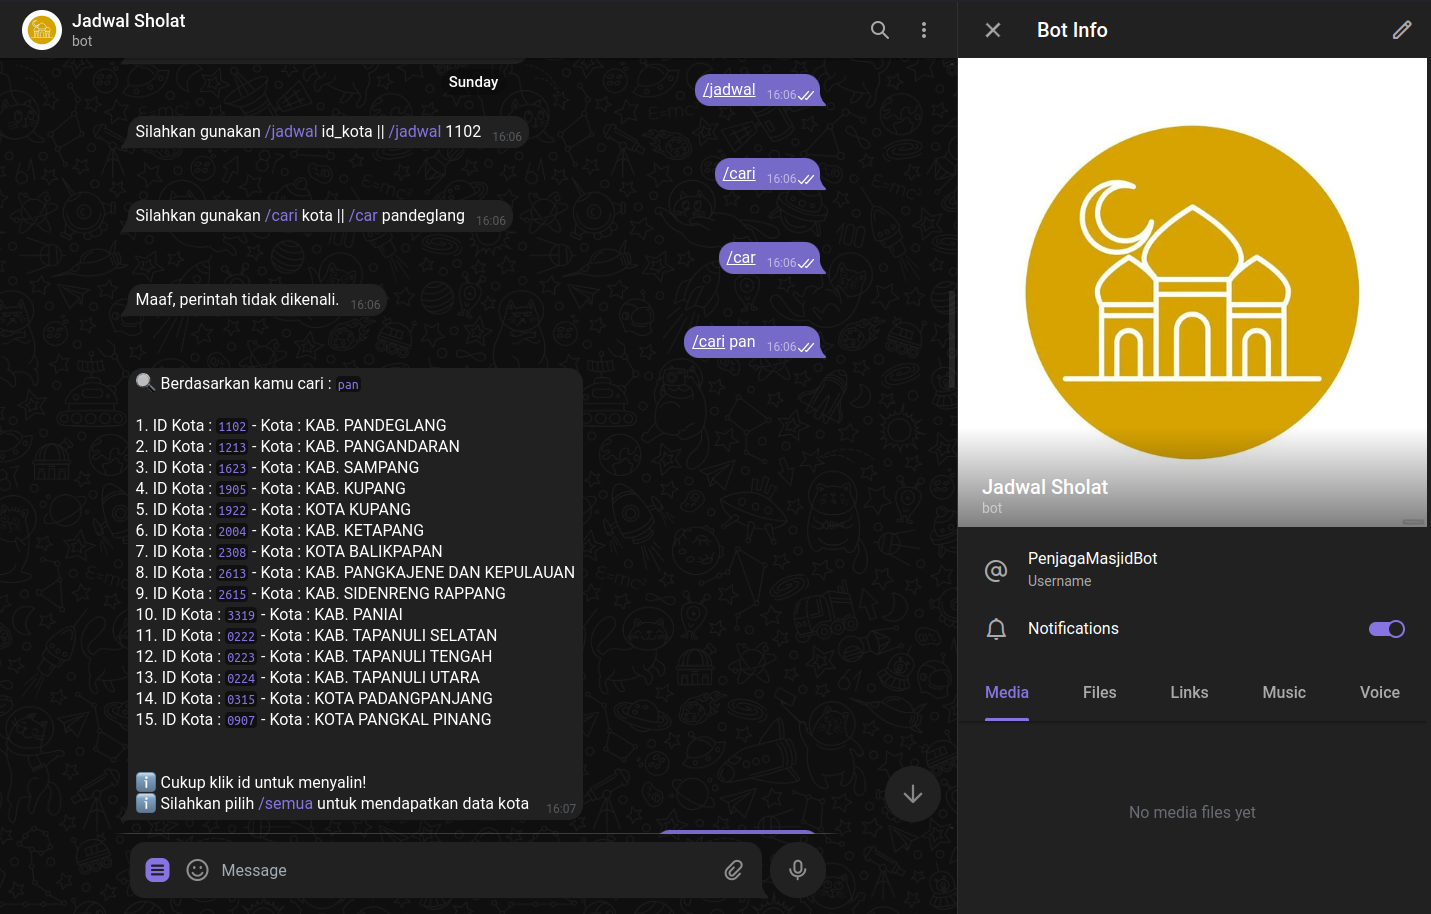 Jadwal Sholat
bot
Sunday
/jadwal 16:06
Silahkan gunakan /jadwal id_kota || /jadwal 1102 16:06
/cari 16:06
Silahkan gunakan /cari kota || /car pandeglang 16:06
/car 16:06
Maaf, perintah tidak dikenali. 16:06
/cari pan 16:06
Berdasarkan kamu cari : pan
1. ID Kota : 1102 - Kota : KAB. PANDEGLANG
2. ID Kota : 1213 - Kota : KAB. PANGANDARAN
3. ID Kota : 1623 - Kota : KAB. SAMPANG
4. ID Kota : 1905 - Kota : KAB. KUPANG
5. ID Kota : 1922 - Kota : KOTA KUPANG
6. ID Kota : 2004 - Kota : KAB. KETAPANG
7. ID Kota : 2308 - Kota : KOTA BALIKPAPAN
8. ID Kota : 2613 - Kota : KAB. PANGKAJENE DAN KEPULAUAN
9. ID Kota : 2615 - Kota : KAB. SIDENRENG RAPPANG
10. ID Kota : 3319 - Kota : KAB. PANIAI
11. ID Kota : 0222 - Kota : KAB. TAPANULI SELATAN
12. ID Kota : 0223 - Kota : KAB. TAPANULI TENGAH
13. ID Kota : 0224 - Kota : KAB. TAPANULI UTARA
14. ID Kota : 0315 - Kota : KOTA PADANGPANJANG
15. ID Kota : 0907 - Kota : KOTA PANGKAL PINANG
Cukup klik id untuk menyalin!
Silahkan pilih /semua untuk mendapatkan data kota 16:07
Message
Bot Info
Jadwal Sholat
bot
PenjagaMasjidBot
Username
Notifications
Media Files Links Music Voice
No media files yet